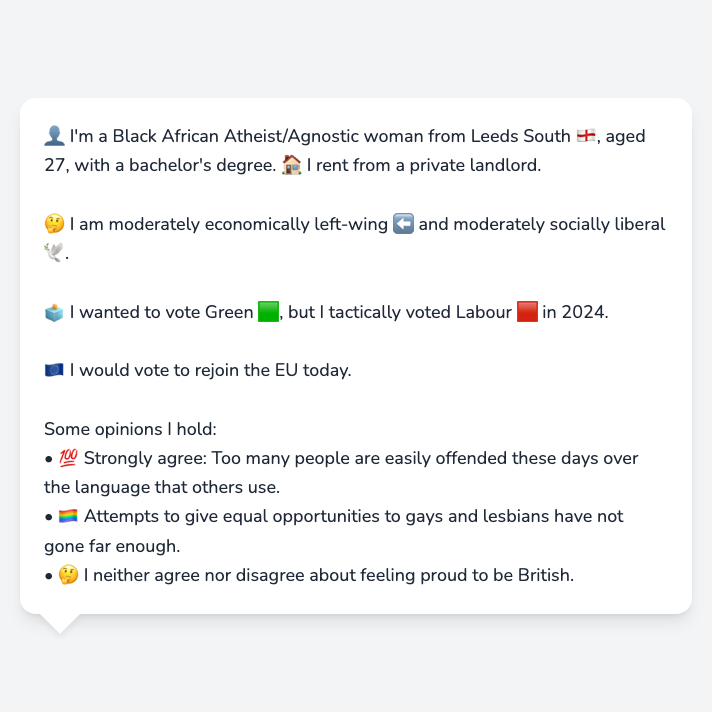 👤 I'm a Black African Atheist/Agnostic woman from Leeds South 🏴󠁧󠁢󠁥󠁮󠁧󠁿, aged
27, with a bachelor's degree. 🏠 I rent from a private landlord.
🤔 I am moderately economically left-wing ⬅️ and moderately socially liberal
🕊️.
🗳️ I wanted to vote Green 🟩, but I tactically voted Labour 🟥 in 2024.
🇪🇺 I would vote to rejoin the EU today.
Some opinions I hold:
• 💯 Strongly agree: Too many people are easily offended these days over
the language that others use.
• 🏳️‍🌈 Attempts to give equal opportunities to gays and lesbians have not
gone far enough.
• 🤔 I neither agree nor disagree about feeling proud to be British.